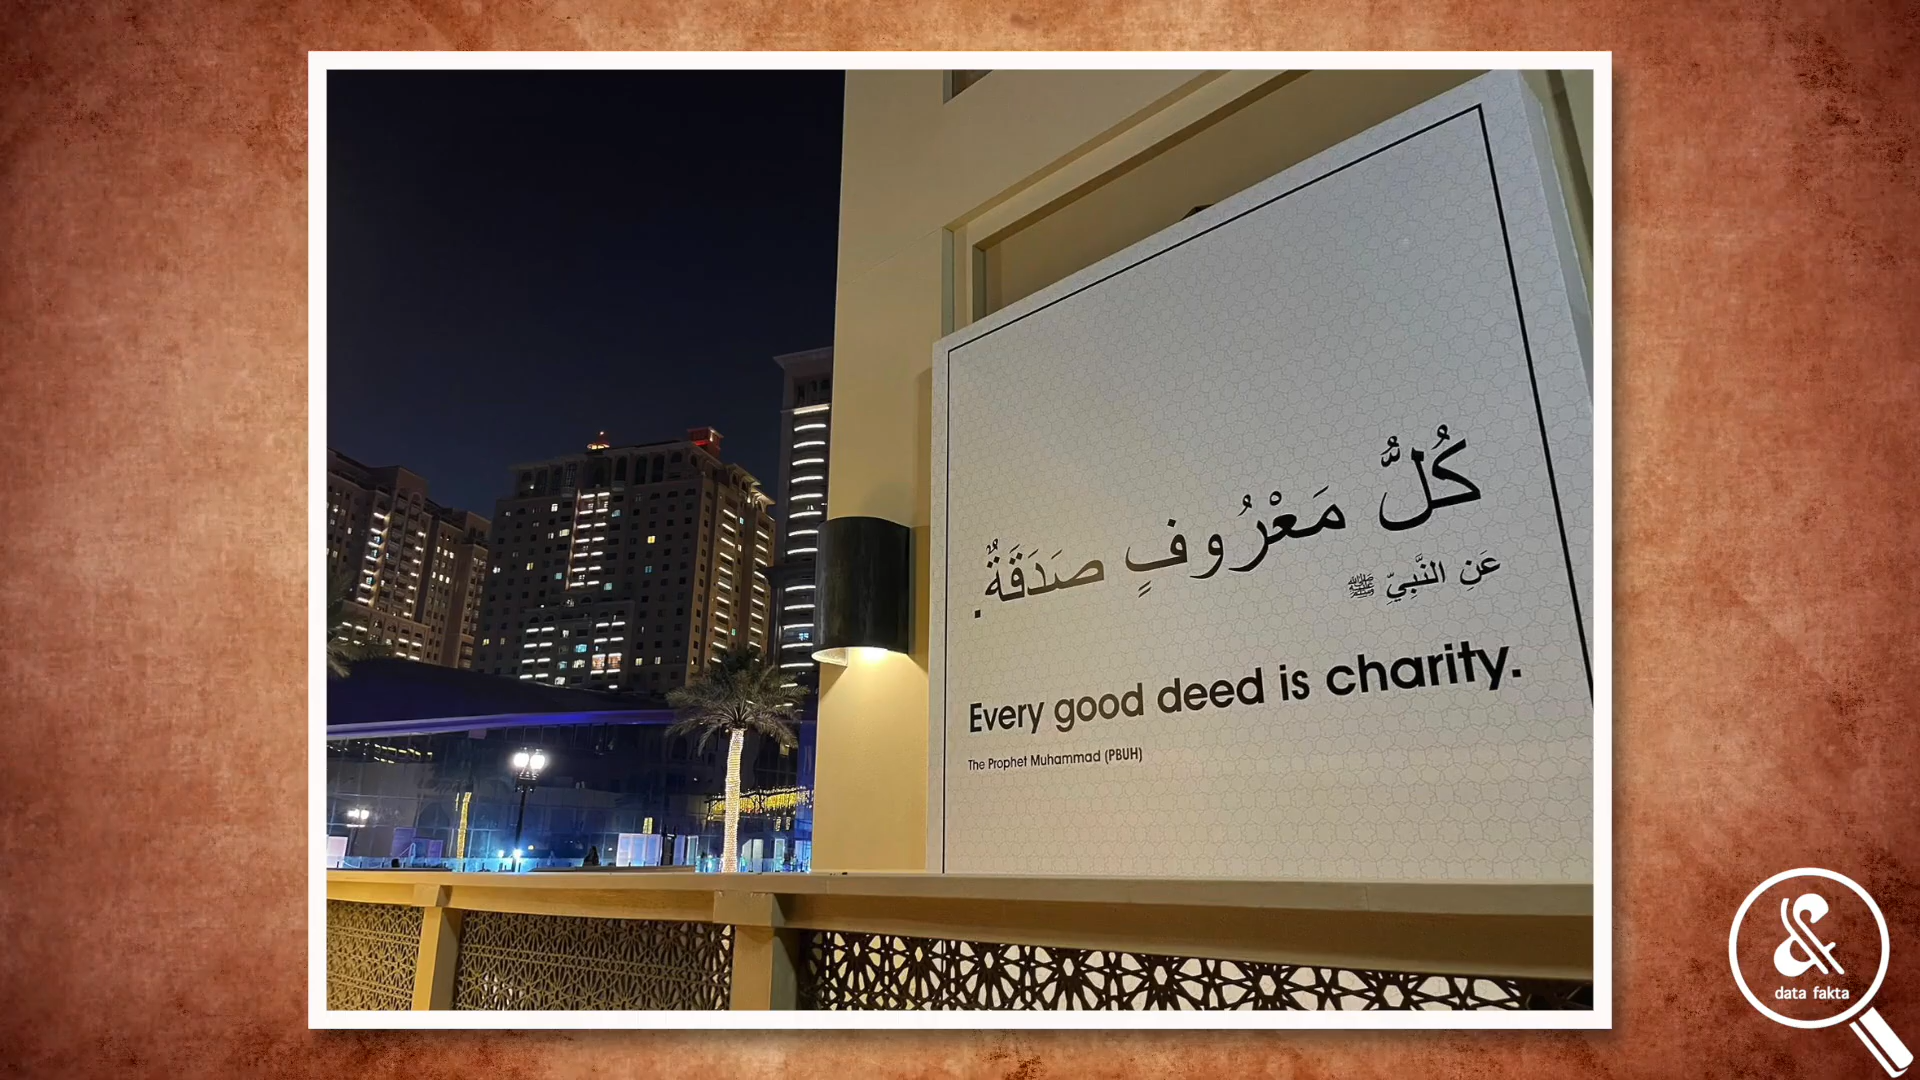 كُلُّ مَعْرُوفٍ صَدَقَةٌ.
عَنِ النَّبِيِّ ﷺ
Every good deed is charity.
The Prophet Muhammad (PBUH)
&
data fakta